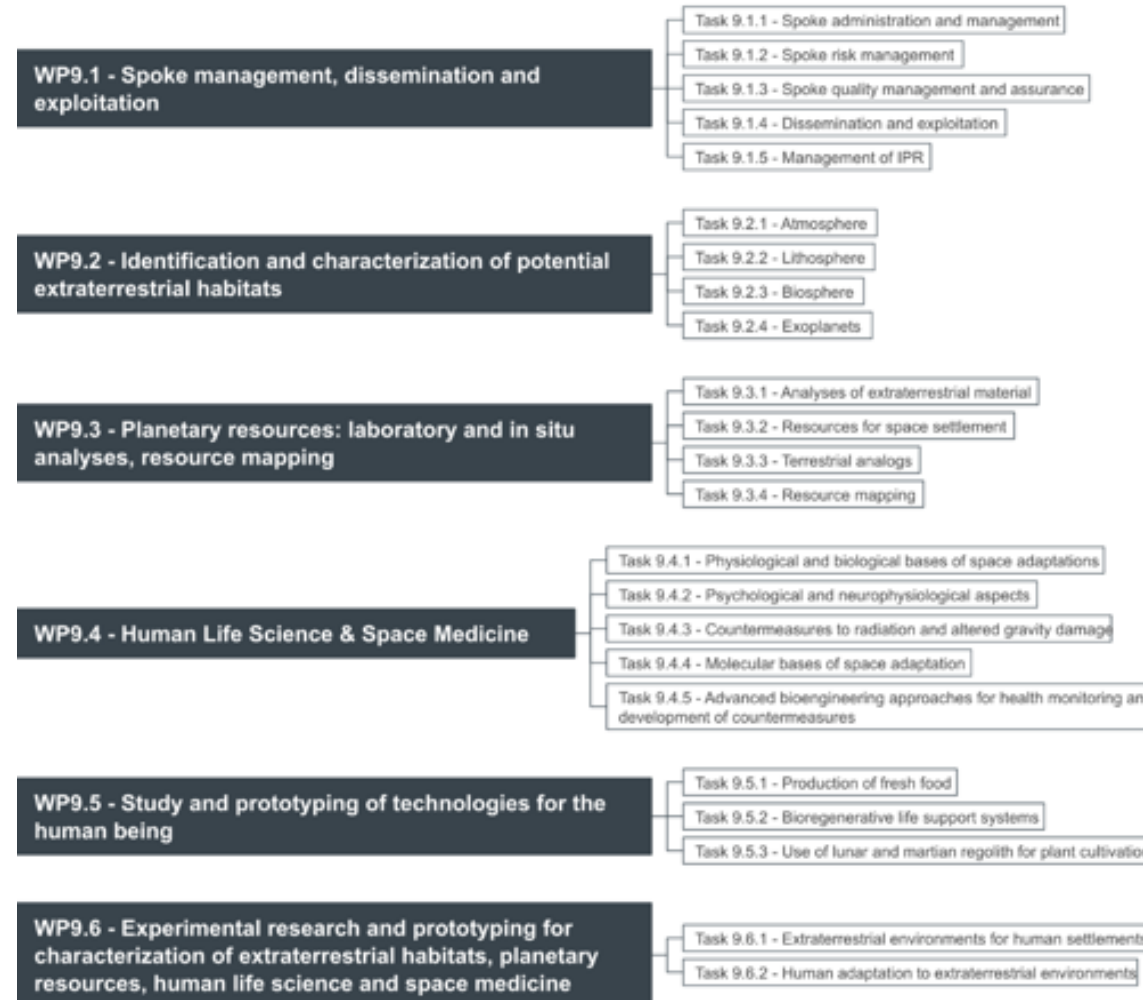 WP9.1 - Spoke management, dissemination and
exploitation
Task 9.1.1 - Spoke administration and management
Task 9.1.2 - Spoke risk management
Task 9.1.3 - Spoke quality management and assurance
Task 9.1.4 - Dissemination and exploitation
Task 9.1.5 - Management of IPR
WP9.2 - Identification and characterization of potential
extraterrestrial habitats
Task 9.2.1 - Atmosphere
Task 9.2.2 - Lithosphere
Task 9.2.3 - Biosphere
Task 9.2.4 - Exoplanets
WP9.3 - Planetary resources: laboratory and in situ
analyses, resource mapping
Task 9.3.1 - Analyses of extraterrestrial material
Task 9.3.2 - Resources for space settlement
Task 9.3.3 - Terrestrial analogs
Task 9.3.4 - Resource mapping
WP9.4 - Human Life Science & Space Medicine
Task 9.4.1 - Physiological and biological bases of space adaptations
Task 9.4.2 - Psychological and neurophysiological aspects
Task 9.4.3 - Countermeasures to radiation and altered gravity damage
Task 9.4.4 - Molecular bases of space adaptation
Task 9.4.5 - Advanced bioengineering approaches for health monitoring an
development of countermeasures
WP9.5 - Study and prototyping of technologies for the
human being
Task 9.5.1 - Production of fresh food
Task 9.5.2 - Bioregenerative life support systems
Task 9.5.3 - Use of lunar and martian regolith for plant cultivatio
WP9.6 - Experimental research and prototyping for
characterization of extraterrestrial habitats, planetary
resources, human life science and space medicine
Task 9.6.1 - Extraterrestrial environments for human settlements
Task 9.6.2 - Human adaptation to extraterrestrial environments